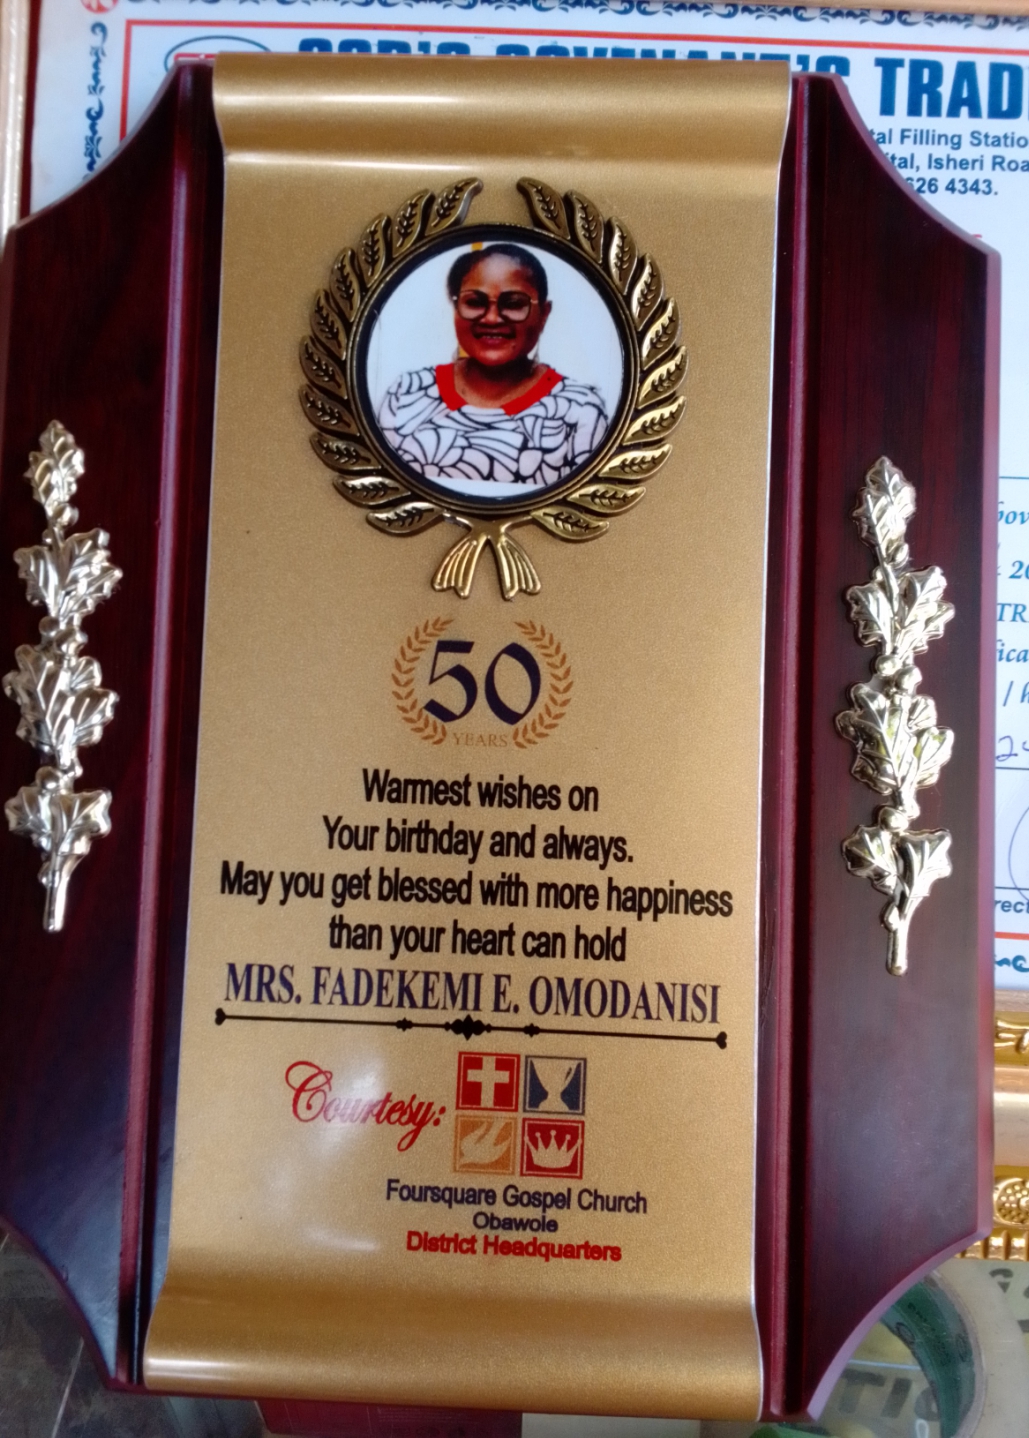 TRAD
Filling Statio
Isheri Roa
626 4343.
50
YEARS
Warmest wishes on
Your birthday and always.
May you get blessed with more happiness
than your heart can hold
MRS. FADEKEMI E. OMODANISI
Courtesy:
Foursquare Gospel Church
Obawole
District Headquarters